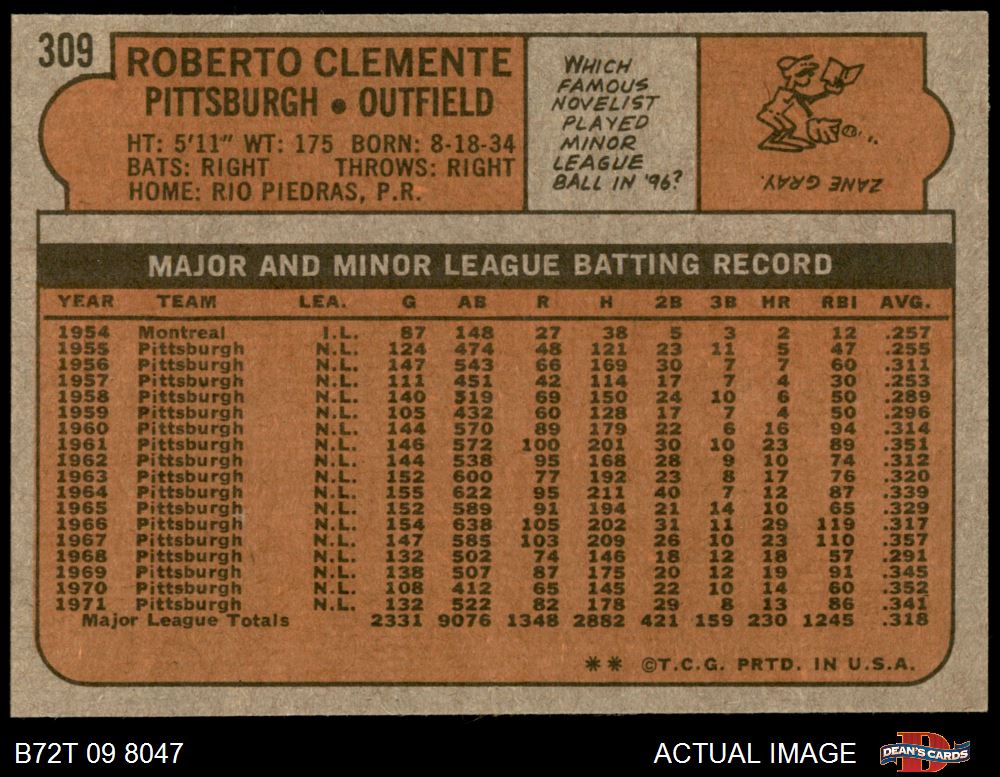 309
ROBERTO CLEMENTE
PITTSBURGH • OUTFIELD
HT: 5'11" WT: 175 BORN: 8-18-34
BATS: RIGHT THROWS: RIGHT
HOME: RIO PIEDRAS, P.R.
WHICH
FAMOUS
NOVELIST
PLAYED
MINOR
LEAGUE
BALL IN '96?
ZANE GRAY.
MAJOR AND MINOR LEAGUE BATTING RECORD
YEAR TEAM LEA. G AB R H 2B 3B HR RBI AVG.
1954 Montreal I.L. 87 148 27 38 5 3 2 12 .257
1955 Pittsburgh N.L. 124 474 48 121 23 11 5 47 .255
1956 Pittsburgh N.L. 147 543 66 169 30 7 7 60 .311
1957 Pittsburgh N.L. 111 451 42 114 17 7 4 30 .253
1958 Pittsburgh N.L. 140 519 69 150 24 10 6 50 .289
1959 Pittsburgh N.L. 105 432 60 128 17 7 4 50 .296
1960 Pittsburgh N.L. 144 570 89 179 22 6 16 94 .314
1961 Pittsburgh N.L. 146 572 100 201 30 10 23 89 .351
1962 Pittsburgh N.L. 144 538 95 168 28 9 10 74 .312
1963 Pittsburgh N.L. 152 600 77 192 23 8 17 76 .320
1964 Pittsburgh N.L. 155 622 95 211 40 7 12 87 .339
1965 Pittsburgh N.L. 152 589 91 194 21 14 10 65 .329
1966 Pittsburgh N.L. 154 638 105 202 31 11 29 119 .317
1967 Pittsburgh N.L. 147 585 103 209 26 10 23 110 .357
1968 Pittsburgh N.L. 132 502 74 146 18 12 18 57 .291
1969 Pittsburgh N.L. 138 507 87 175 20 12 19 91 .345
1970 Pittsburgh N.L. 108 412 65 145 22 10 14 60 .352
1971 Pittsburgh N.L. 132 522 82 178 29 8 13 86 .341
Major League Totals 2331 9076 1348 2882 421 159 230 1245 .318
** ©T.C.G. PRTD. IN U.S.A.
B72T 09 8047
ACTUAL IMAGE
D
DEAN'S CARDS